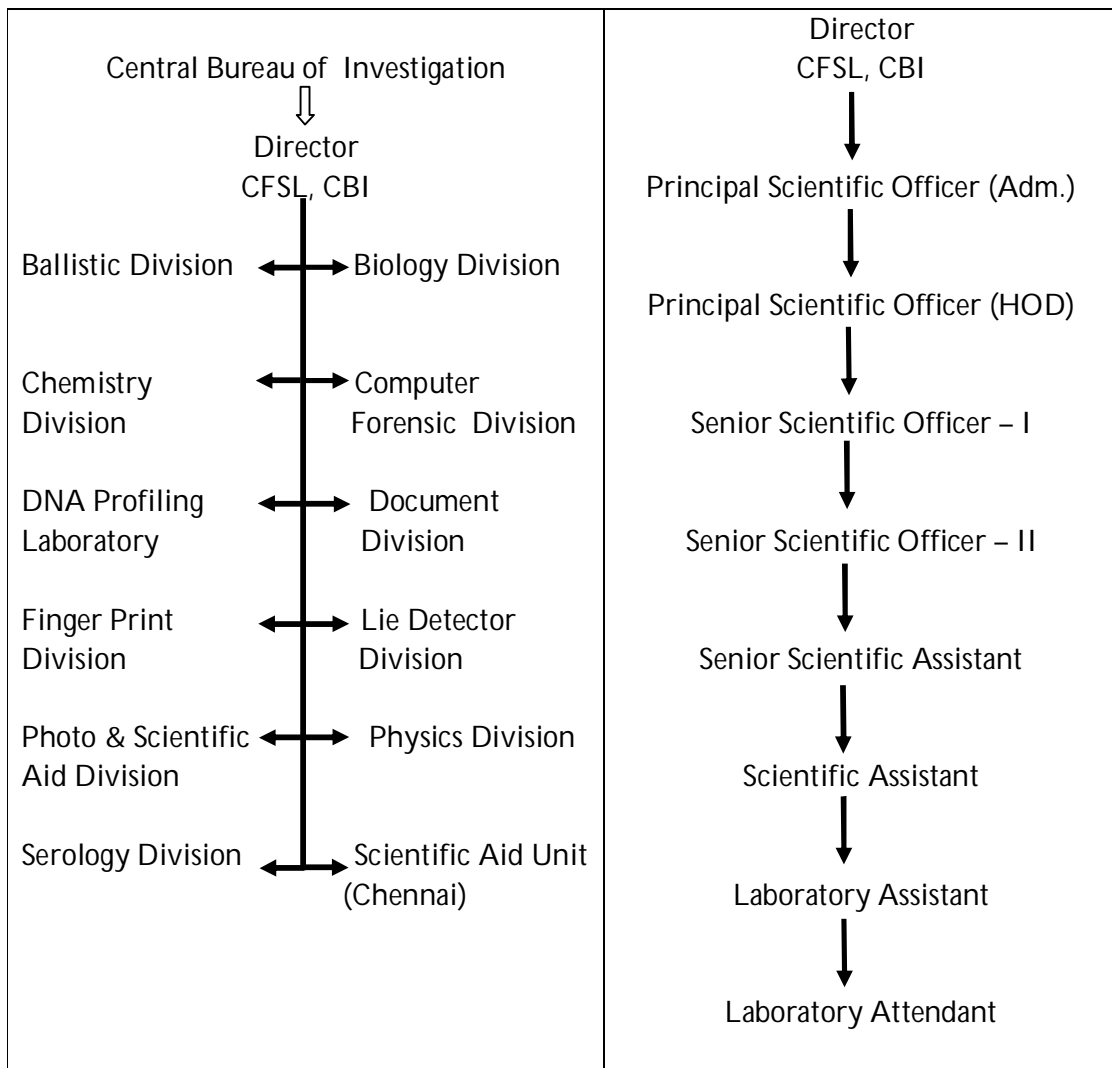 Central Bureau of Investigation
Director
CFSL, CBI
Ballistic Division
Biology Division
Chemistry
Division
Computer
Forensic Division
DNA Profiling
Laboratory
Document
Division
Finger Print
Division
Lie Detector
Division
Photo & Scientific
Aid Division
Physics Division
Serology Division
Scientific Aid Unit
(Chennai)
Director
CFSL, CBI
Principal Scientific Officer (Adm.)
Principal Scientific Officer (HOD)
Senior Scientific Officer – I
Senior Scientific Officer – II
Senior Scientific Assistant
Scientific Assistant
Laboratory Assistant
Laboratory Attendant